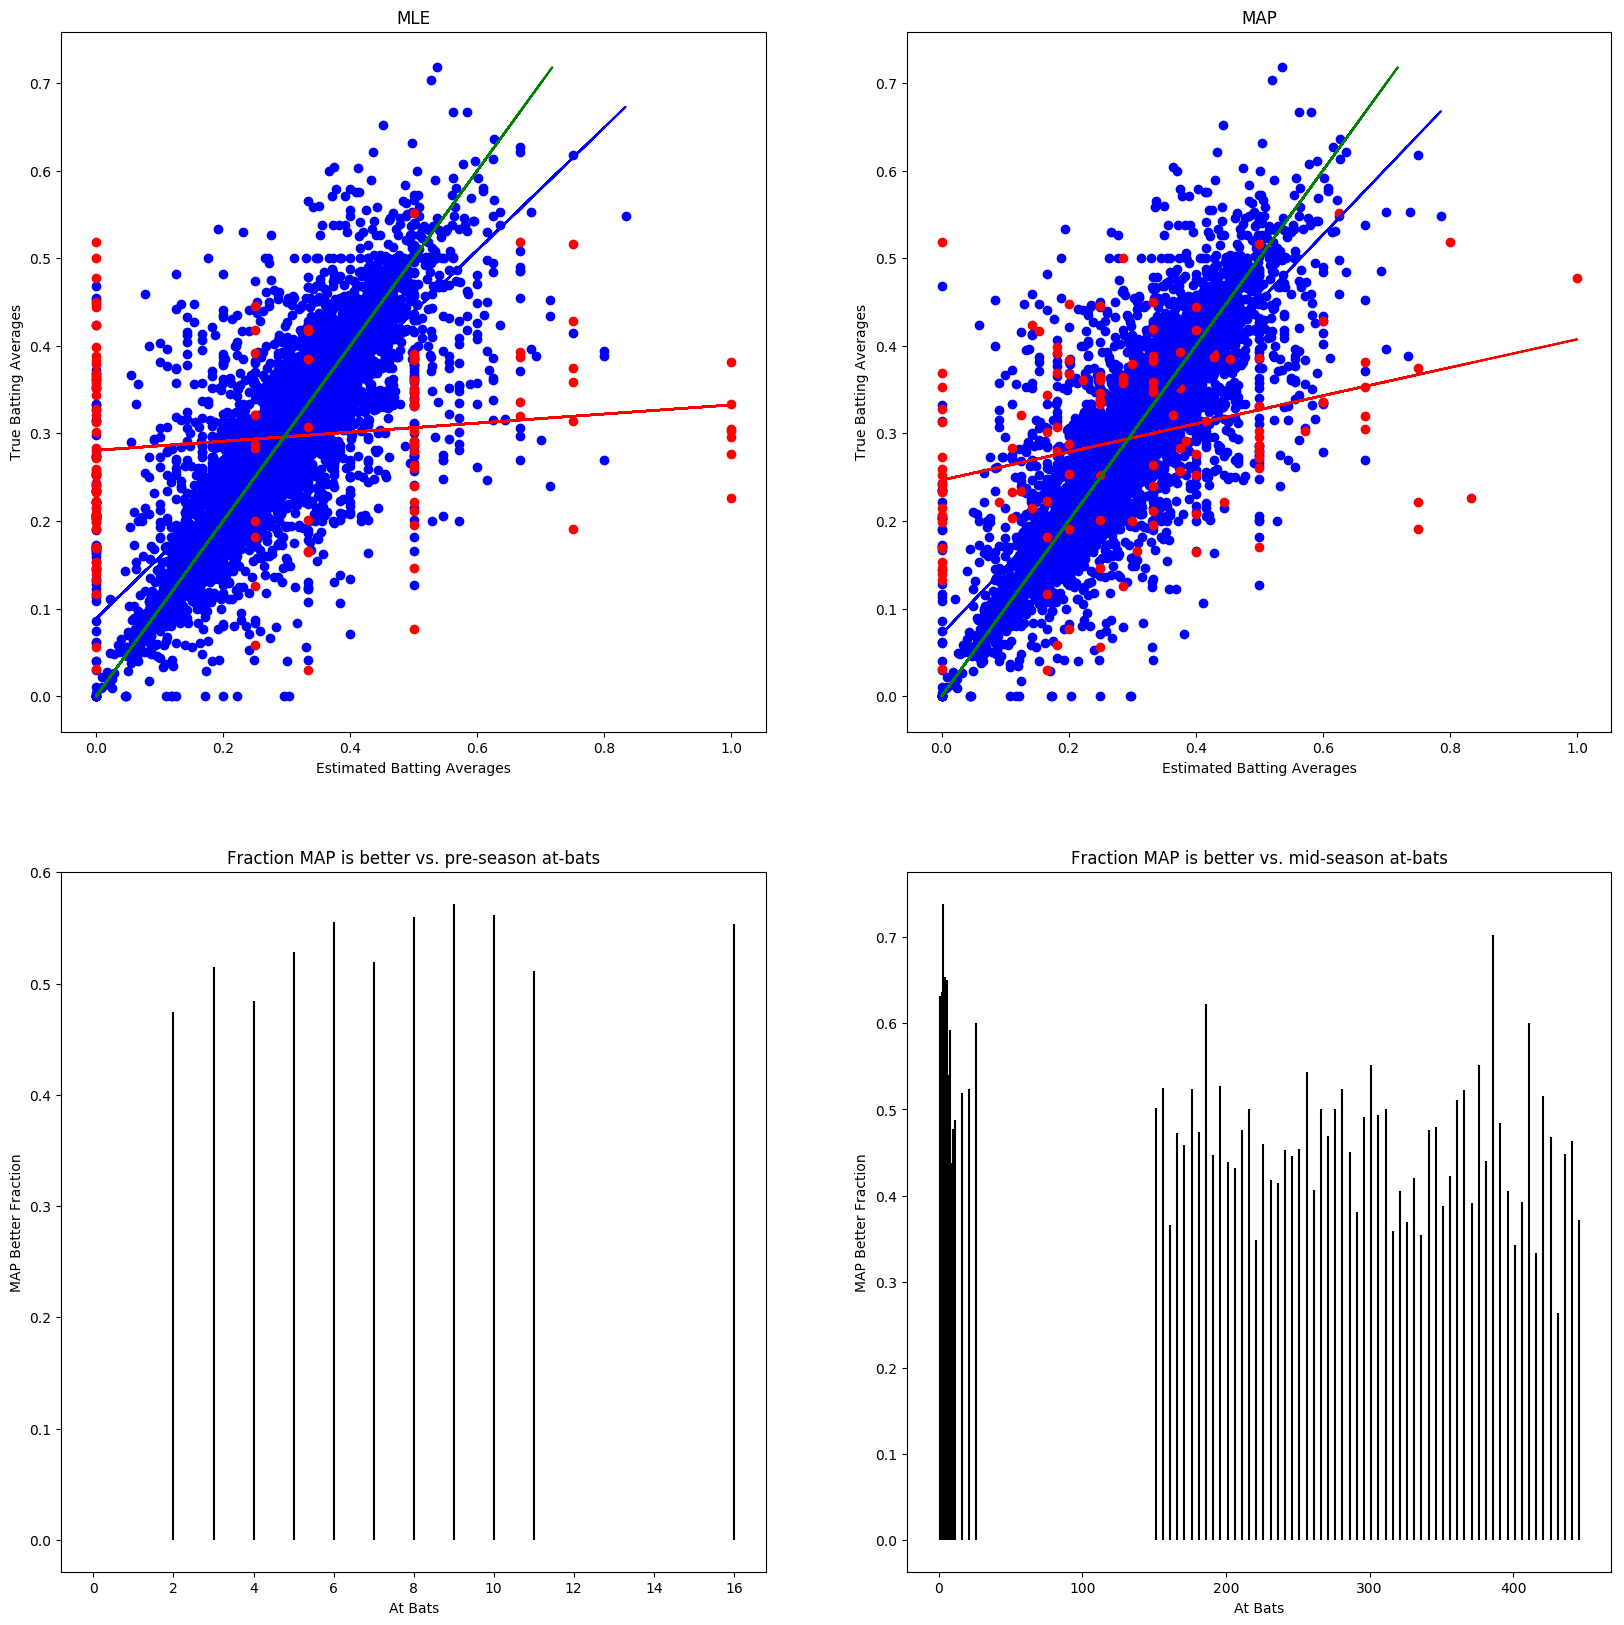 MLE
True Batting Averages
0.7
0.6
0.5
0.4
0.3
0.2
0.1
0.0
0.0 0.2 0.4 0.6 0.8 1.0
Estimated Batting Averages
MAP
True Batting Averages
0.7
0.6
0.5
0.4
0.3
0.2
0.1
0.0
0.0 0.2 0.4 0.6 0.8 1.0
Estimated Batting Averages
Fraction MAP is better vs. pre-season at-bats
MAP Better Fraction
0.6
0.5
0.4
0.3
0.2
0.1
0.0
0 2 4 6 8 10 12 14 16
At Bats
Fraction MAP is better vs. mid-season at-bats
MAP Better Fraction
0.7
0.6
0.5
0.4
0.3
0.2
0.1
0.0
0 100 200 300 400
At Bats